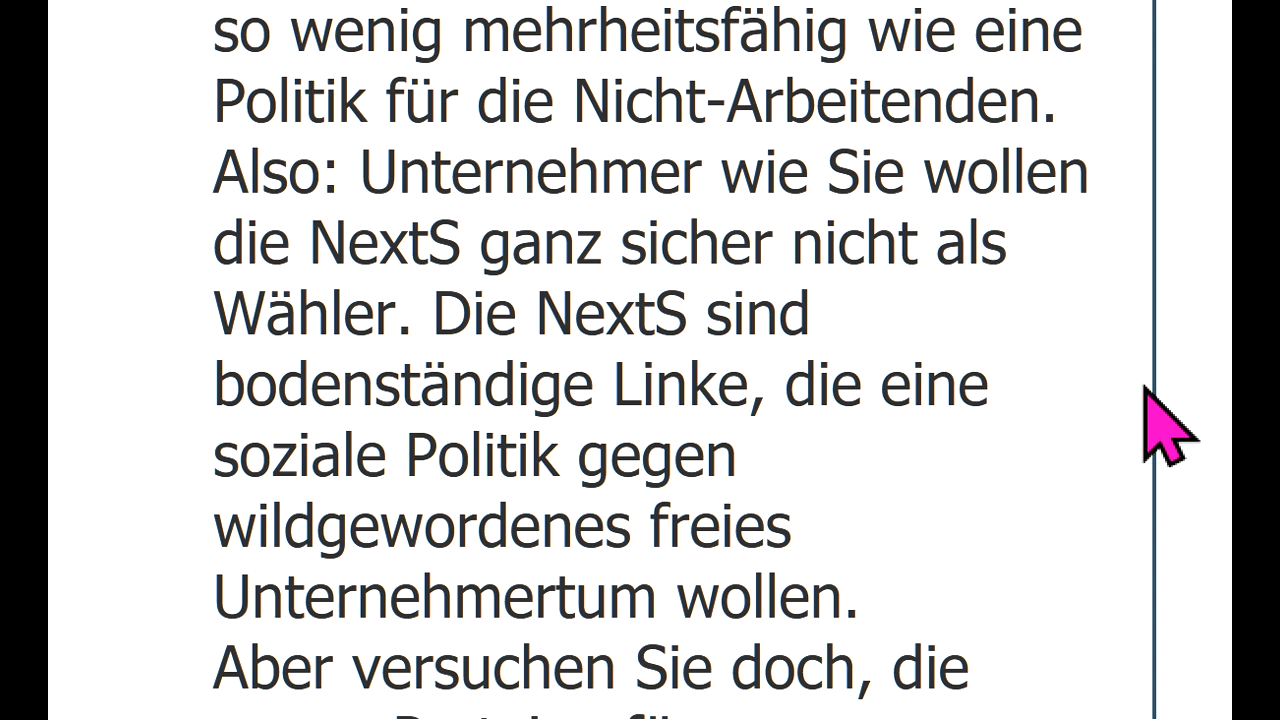 so wenig mehrheitsfähig wie eine
Politik für die Nicht-Arbeitenden.
Also: Unternehmer wie Sie wollen
die NextS ganz sicher nicht als
Wähler. Die NextS sind
bodenständige Linke, die eine
soziale Politik gegen
wildgewordenes freies
Unternehmertum wollen.
Aber versuchen Sie doch, die